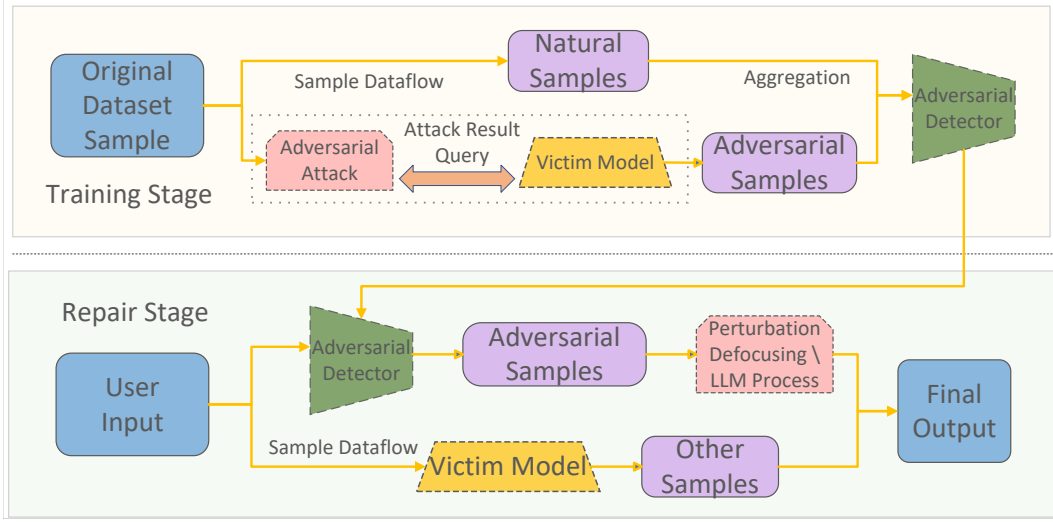 Original
Dataset
Sample
Training Stage
Sample Dataflow
Natural
Samples
Aggregation
Adversarial
Detector
Adversarial
Attack
Attack Result
Query
Victim Model
Adversarial
Samples
Repair Stage
User
Input
Adversarial
Detector
Adversarial
Samples
Perturbation
Defocusing \
LLM Process
Sample Dataflow
Victim Model
Other
Samples
Final
Output